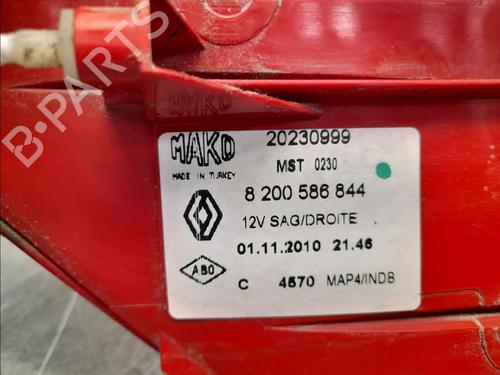 MAKO
MADE IN TURKEY
20230999
MST 0230
8 200 586 844
12V SAG/DROITE
01.11.2010 21.46
ABO
C 4570 MAP4/INDB
B-PARTS